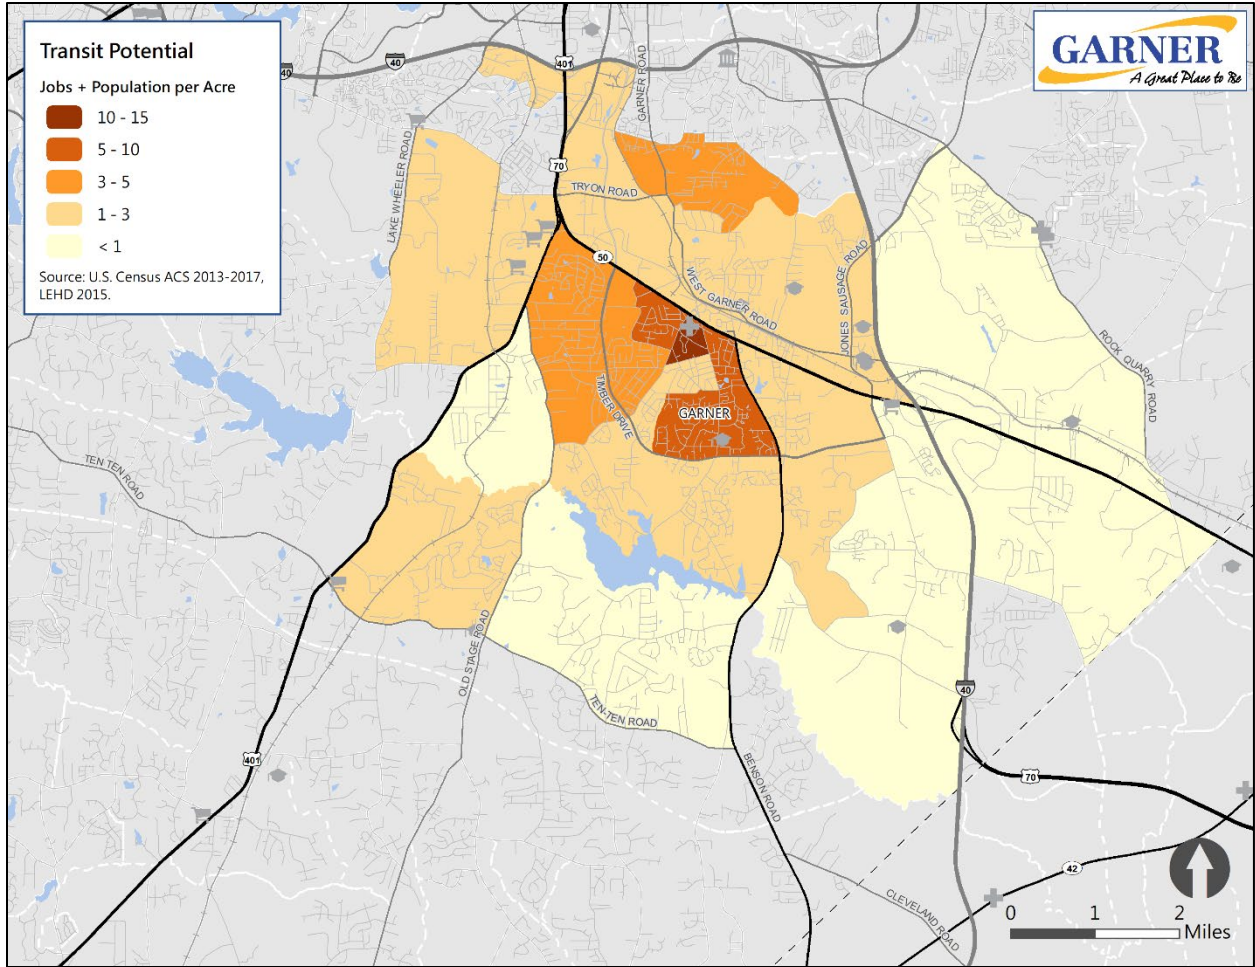 Transit Potential
Jobs + Population per Acre
10 - 15
5 - 10
3 - 5
1 - 3
< 1
Source: U.S. Census ACS 2013-2017,
LEHD 2015.
GARNER
A Great Place to Be
40
40
401
GARNER ROAD
LAKE WHEELER ROAD
70
TRYON ROAD
50
WEST GARNER ROAD
JONES SAUSAGE ROAD
ROCK QUARRY ROAD
TIMBER DRIVE
GARNER
TEN TEN ROAD
OLD STAGE ROAD
TEN-TEN ROAD
40
401
70
BENSON ROAD
42
CLEVELAND ROAD
0 1 2
Miles